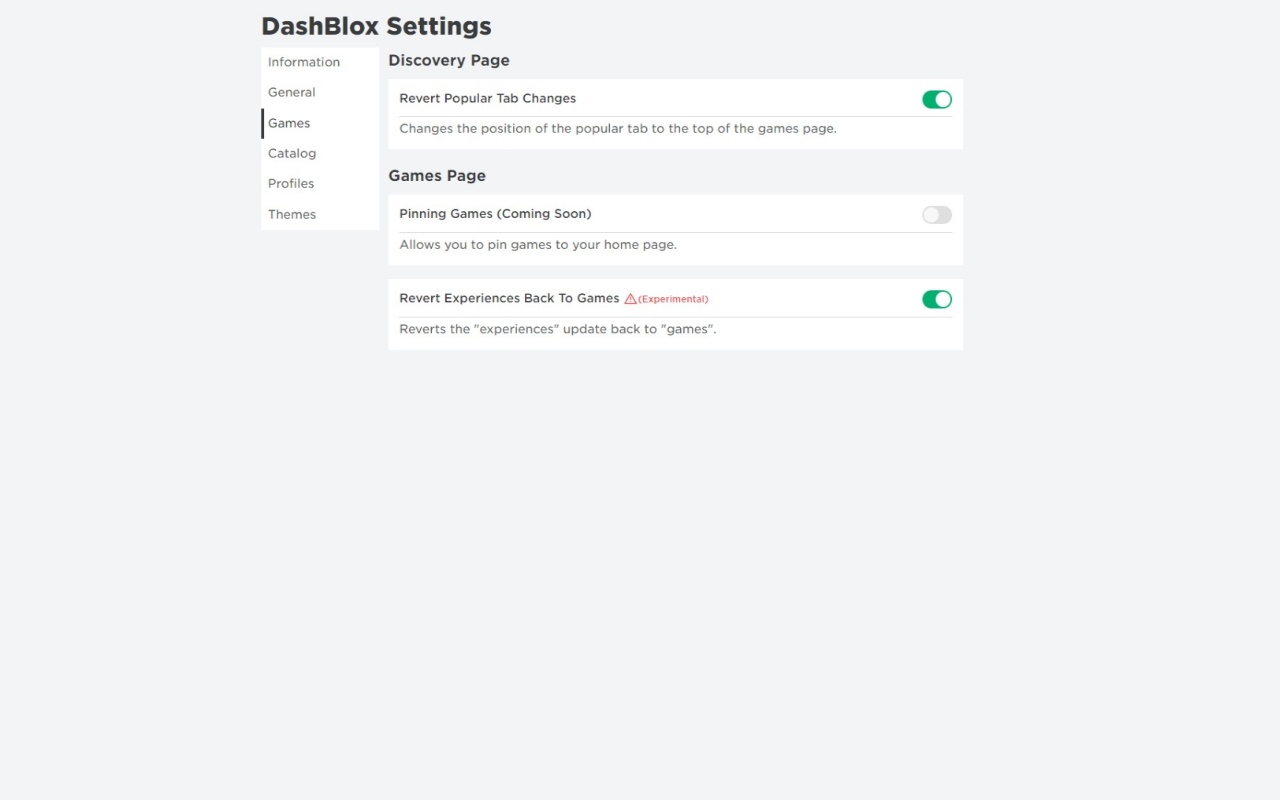 DashBlox Settings
Information
General
Games
Catalog
Profiles
Themes
Discovery Page
Revert Popular Tab Changes
Changes the position of the popular tab to the top of the games page.
Games Page
Pinning Games (Coming Soon)
Allows you to pin games to your home page.
Revert Experiences Back To Games (Experimental)
Reverts the "experiences" update back to "games".